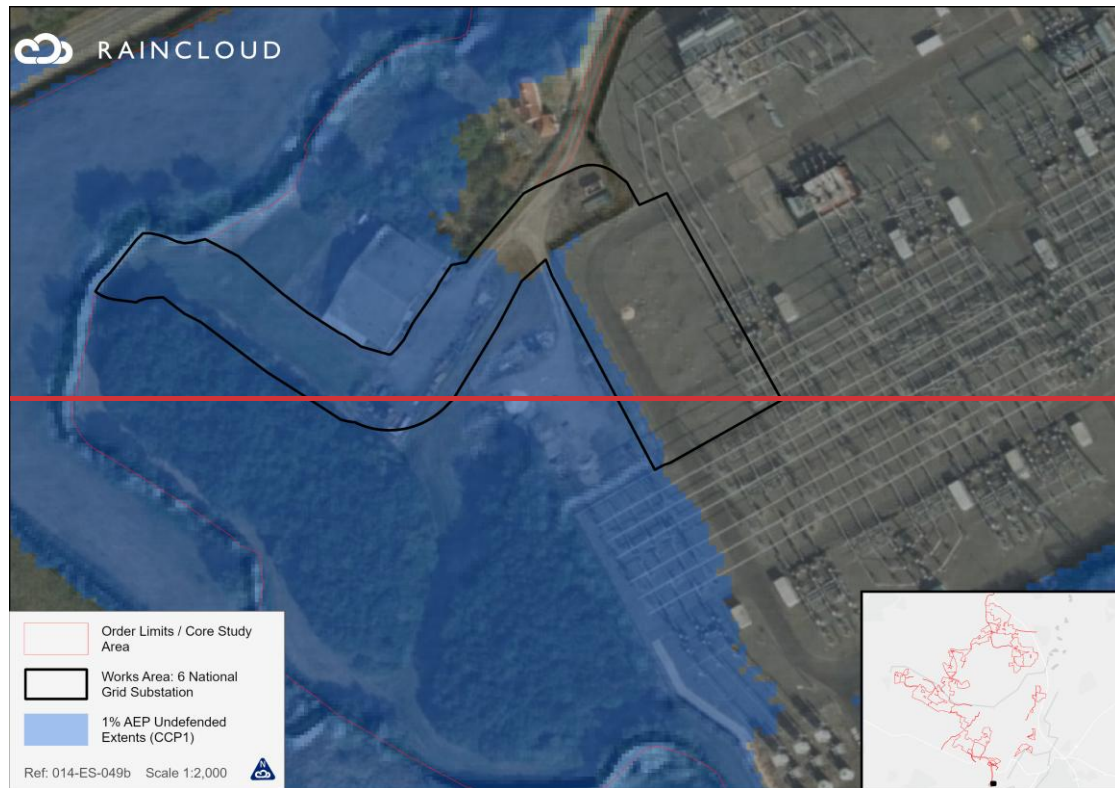 RAINCLOUD
Order Limits / Core Study
Area
Works Area: 6 National
Grid Substation
1% AEP Undefended
Extents (CCP1)
Ref: 014-ES-049b Scale 1:2,000
N